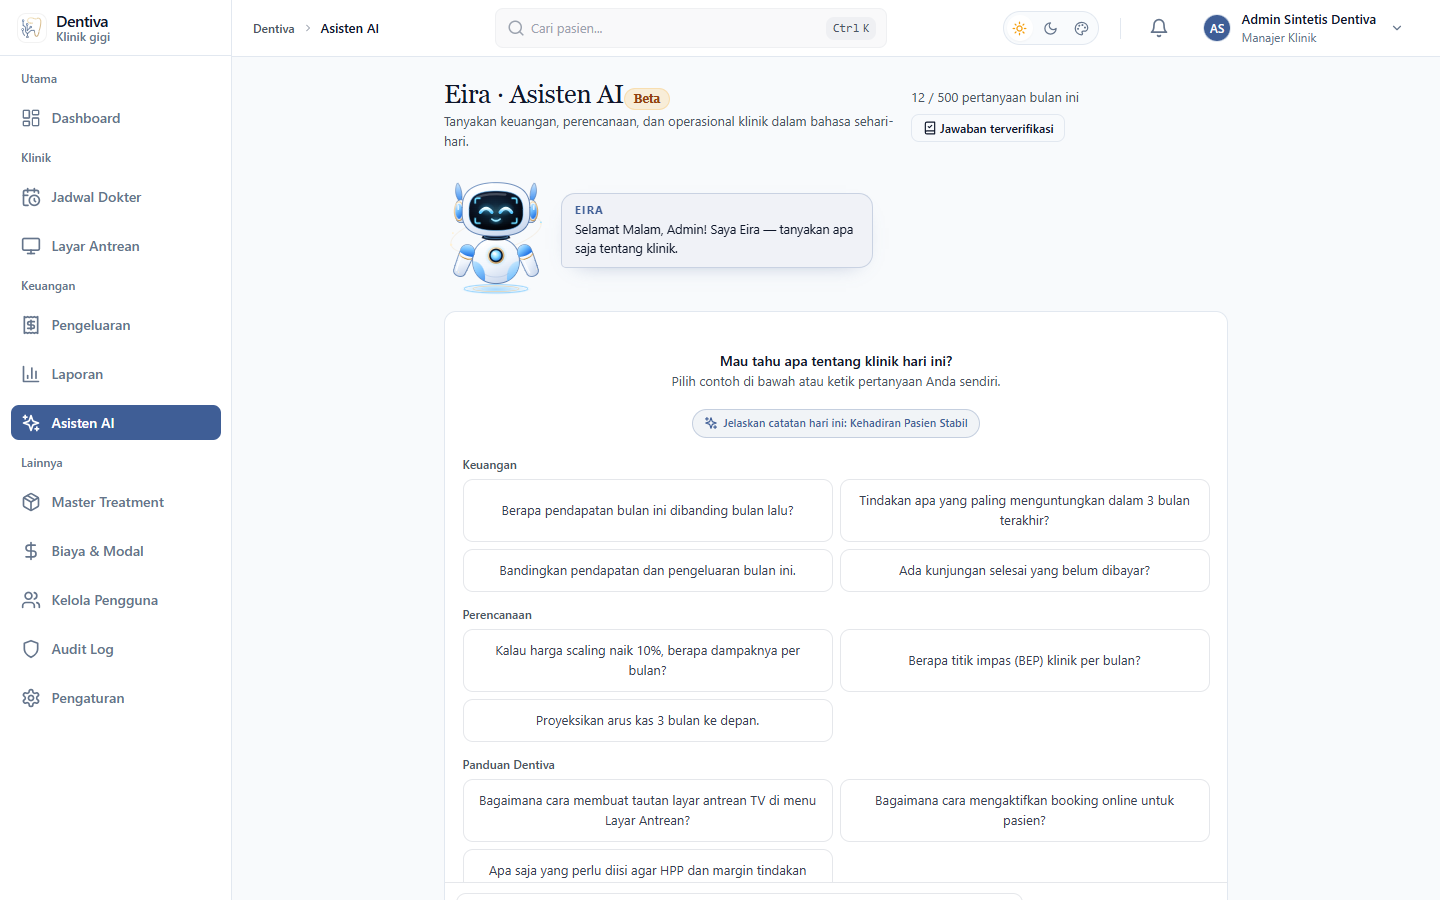 Dentiva
Klinik gigi
Utama
Dashboard
Klinik
Jadwal Dokter
Layar Antrean
Keuangan
Pengeluaran
Laporan
Asisten AI
Lainnya
Master Treatment
Biaya & Modal
Kelola Pengguna
Audit Log
Pengaturan
Dentiva > Asisten AI
Cari pasien...
Ctrl K
AS
Admin Sintetis Dentiva
Manajer Klinik
Eira · Asisten AI Beta
Tanyakan keuangan, perencanaan, dan operasional klinik dalam bahasa sehari-
hari.
12 / 500 pertanyaan bulan ini
Jawaban terverifikasi
EIRA
Selamat Malam, Admin! Saya Eira — tanyakan apa
saja tentang klinik.
Mau tahu apa tentang klinik hari ini?
Pilih contoh di bawah atau ketik pertanyaan Anda sendiri.
Jelaskan catatan hari ini: Kehadiran Pasien Stabil
Keuangan
Berapa pendapatan bulan ini dibanding bulan lalu?
Tindakan apa yang paling menguntungkan dalam 3 bulan
terakhir?
Bandingkan pendapatan dan pengeluaran bulan ini.
Ada kunjungan selesai yang belum dibayar?
Perencanaan
Kalau harga scaling naik 10%, berapa dampaknya per
bulan?
Berapa titik impas (BEP) klinik per bulan?
Proyeksikan arus kas 3 bulan ke depan.
Panduan Dentiva
Bagaimana cara membuat tautan layar antrean TV di menu
Layar Antrean?
Bagaimana cara mengaktifkan booking online untuk
pasien?
Apa saja yang perlu diisi agar HPP dan margin tindakan